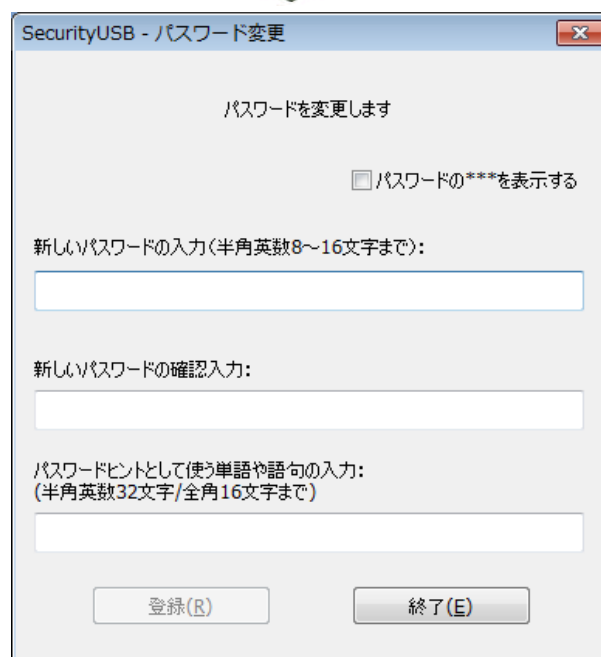 SecurityUSB - パスワード変更
パスワードを変更します
パスワードの***を表示する
新しいパスワードの入力(半角英数8～16文字まで):
新しいパスワードの確認入力:
パスワードヒントとして使う単語や語句の入力:
(半角英数32文字/全角16文字まで)
登録(R) 終了(E)